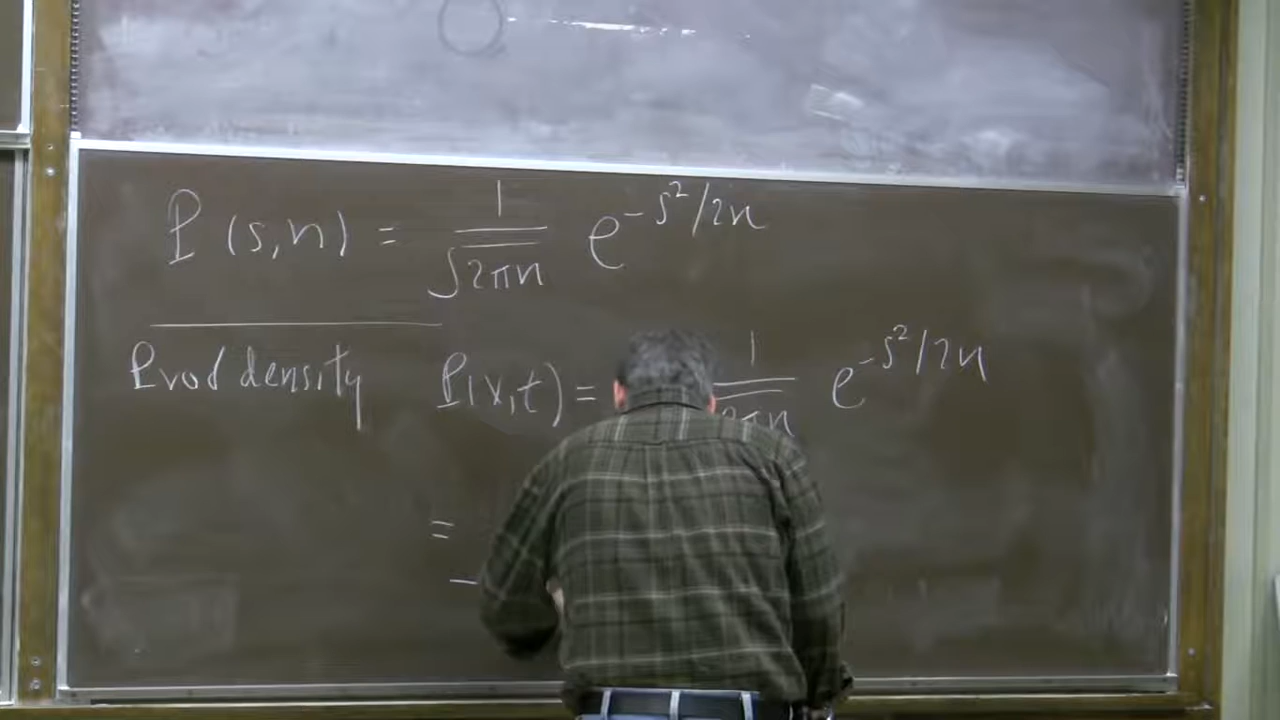 P(s,n) = 1/√2πn e^{-s²/2n}
Prod density P(x,t) = 1/2πn e^{-s²/2n}
=